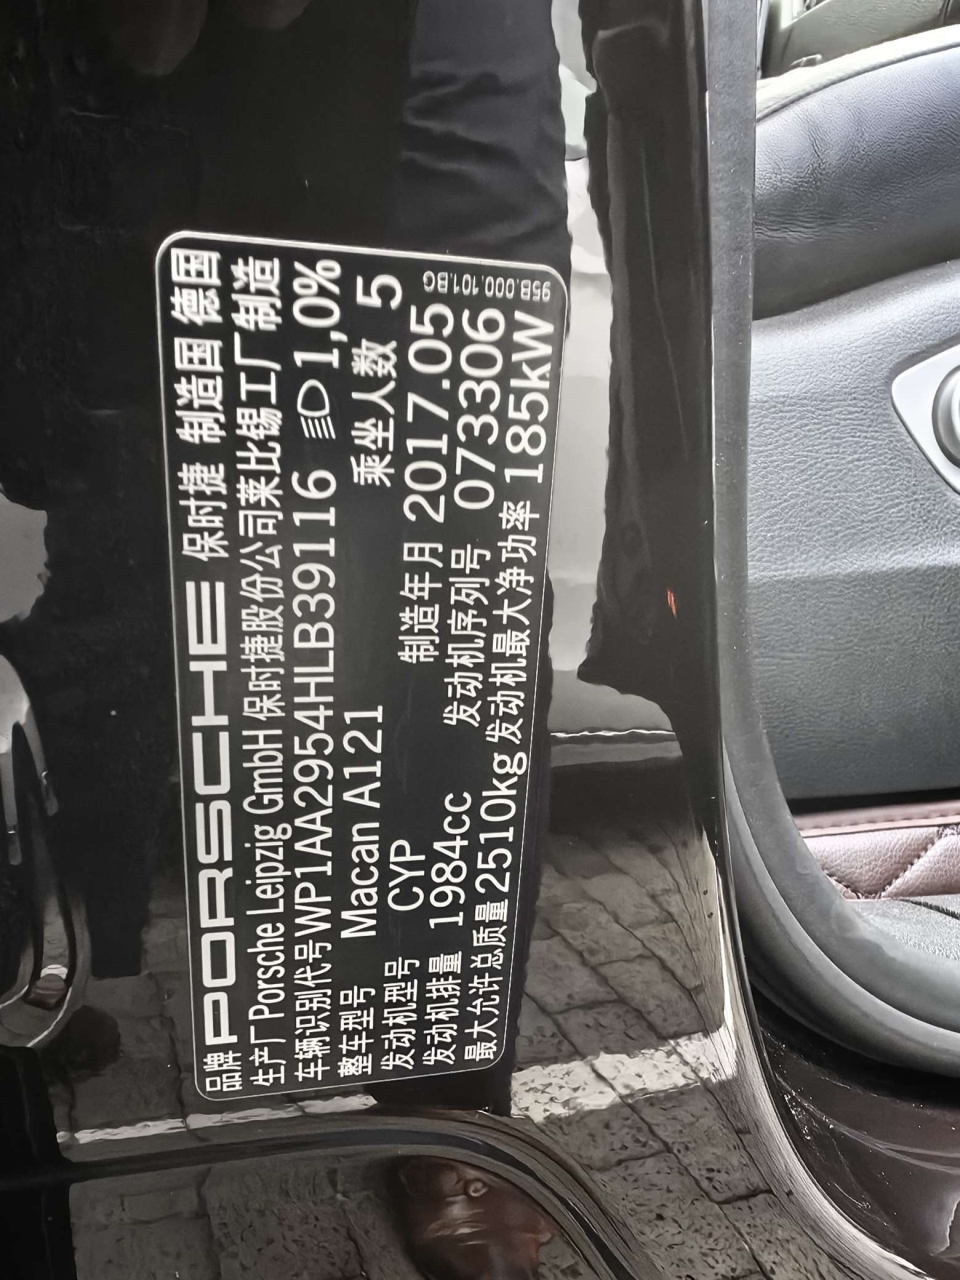 品牌 PORSCHE 保时捷 制造国 德国
生产厂 Porsche Leipzig GmbH 保时捷股份公司莱比锡工厂制造
车辆识别代号 WP1AA2954HLB39116 1,0%
整车型号 Macan A121 乘坐人数 5
发动机型号 CYP 制造年月 2017.05
发动机排量 1984cc 发动机序列号 073306
最大允许总质量 2510kg 发动机最大净功率 185kW
95B.000.101.BG